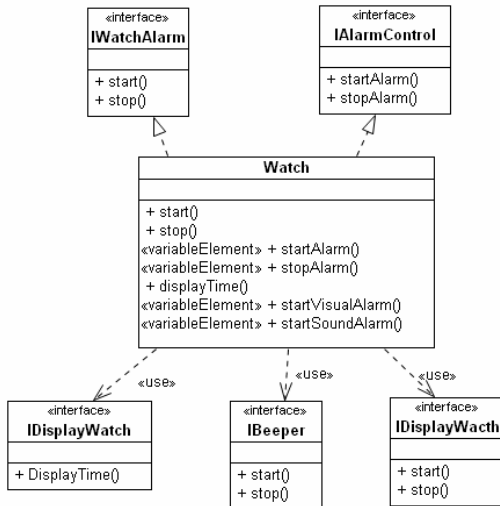 «interface»
IWatchAlarm
+ start()
+ stop()
«interface»
IAlarmControl
+ startAlarm()
+ stopAlarm()
Watch
+ start()
+ stop()
«variableElement» + startAlarm()
«variableElement» + stopAlarm()
+ displayTime()
«variableElement» + startVisualAlarm()
«variableElement» + startSoundAlarm()
«use»
«use»
«use»
«interface»
IDisplayWatch
+ DisplayTime()
«interface»
IBeeper
+ start()
+ stop()
«interface»
IDisplayWacth
+ start()
+ stop()